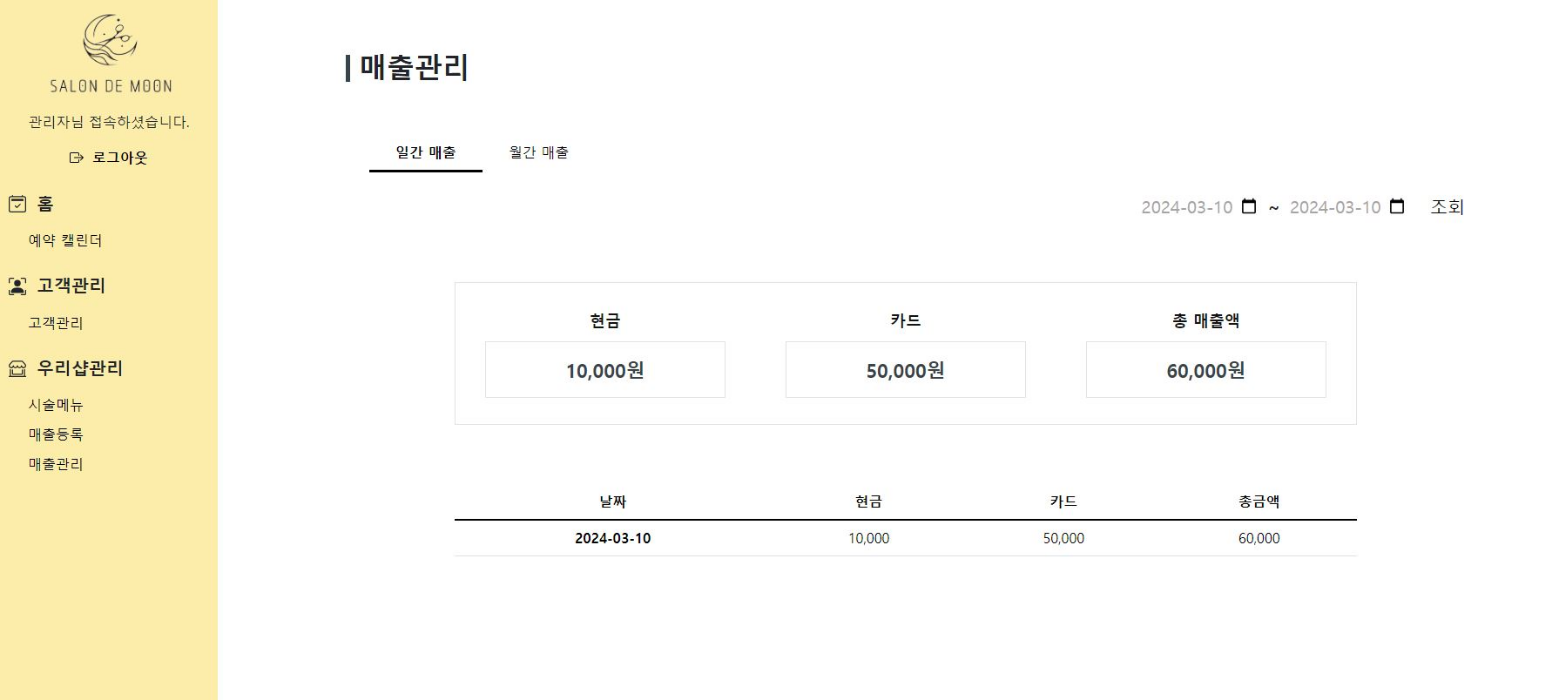 SALON DE MOON
관리자님 접속하셨습니다.
로그아웃
홈
예약 캘린더
고객관리
고객관리
우리샵관리
시술메뉴
매출등록
매출관리
매출관리
일간 매출 월간 매출
2024-03-10 ~ 2024-03-10 조회
현금 카드 총 매출액
10,000원 50,000원 60,000원
날짜 현금 카드 총금액
2024-03-10 10,000 50,000 60,000